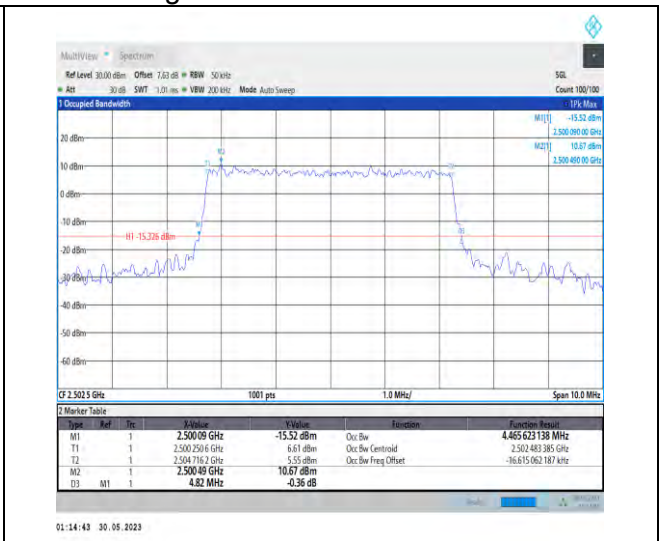 MultiView Spectrum
Ref Level 30.00 dBm Offset 7.63 dB RBW 50 kHz SGL
Att 30 dB SWT 1.01 ms VBW 200 kHz Mode Auto Sweep Count 100/100
1 Occupied Bandwidth 1Pk Max
M1[1] -15.52 dBm
2.500 090 00 GHz
M2[1] 10.67 dBm
2.500 490 00 GHz
20 dBm
10 dBm
0 dBm
-10 dBm
H1 -15.326 dBm
-20 dBm
-30 dBm
-40 dBm
-50 dBm
-60 dBm
M2
T1
M1
CF 2.502 5 GHz 1001 pts 1.0 MHz/ Span 10.0 MHz
2 Marker Table
Type Ref Trc X-Value Y-Value Function Function Result
M1 1 2.500 09 GHz -15.52 dBm Occ Bw 4.465 623 138 MHz
T1 1 2.500 250 6 GHz 6.61 dBm Occ Bw Centroid 2.502 483 385 GHz
T2 1 2.504 716 2 GHz 5.55 dBm Occ Bw Freq Offset -16.615 062 187 kHz
M2 1 2.500 49 GHz 10.67 dBm
D3 M1 1 4.82 MHz -0.36 dB
01:14:43 30.05.2023